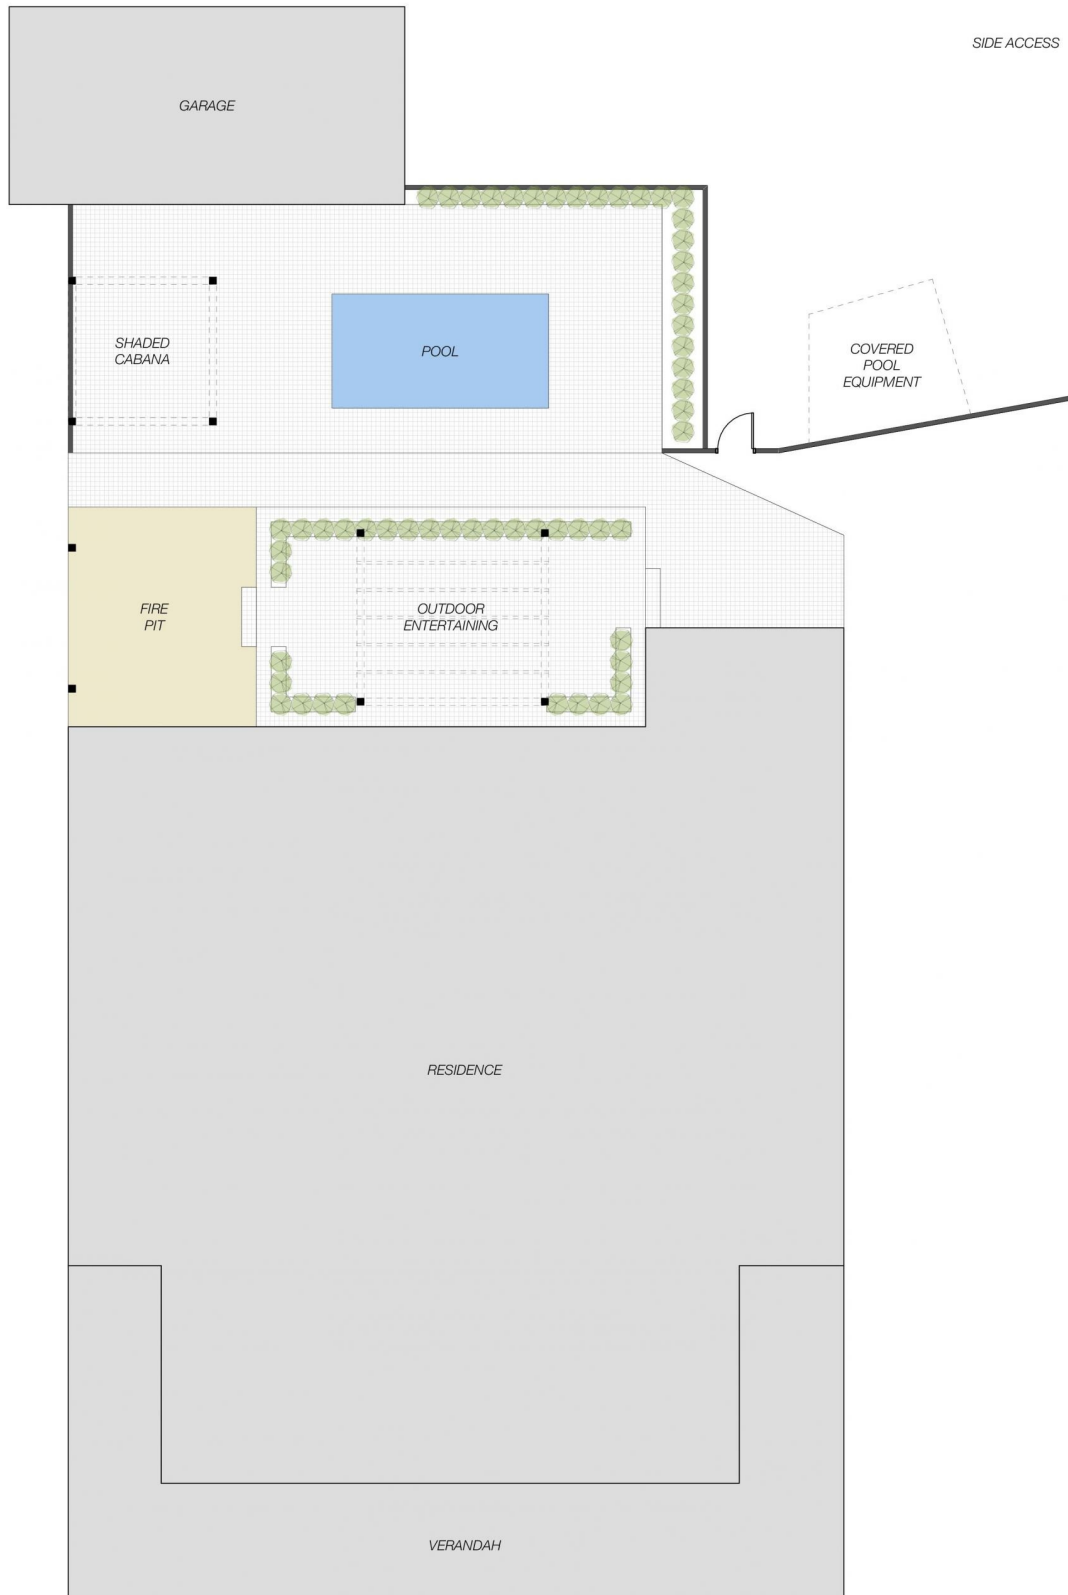 SIDE ACCESS
GARAGE
SHADED
CABANA
POOL
COVERED
POOL
EQUIPMENT
FIRE
PIT
OUTDOOR
ENTERTAINING
RESIDENCE
VERANDAH